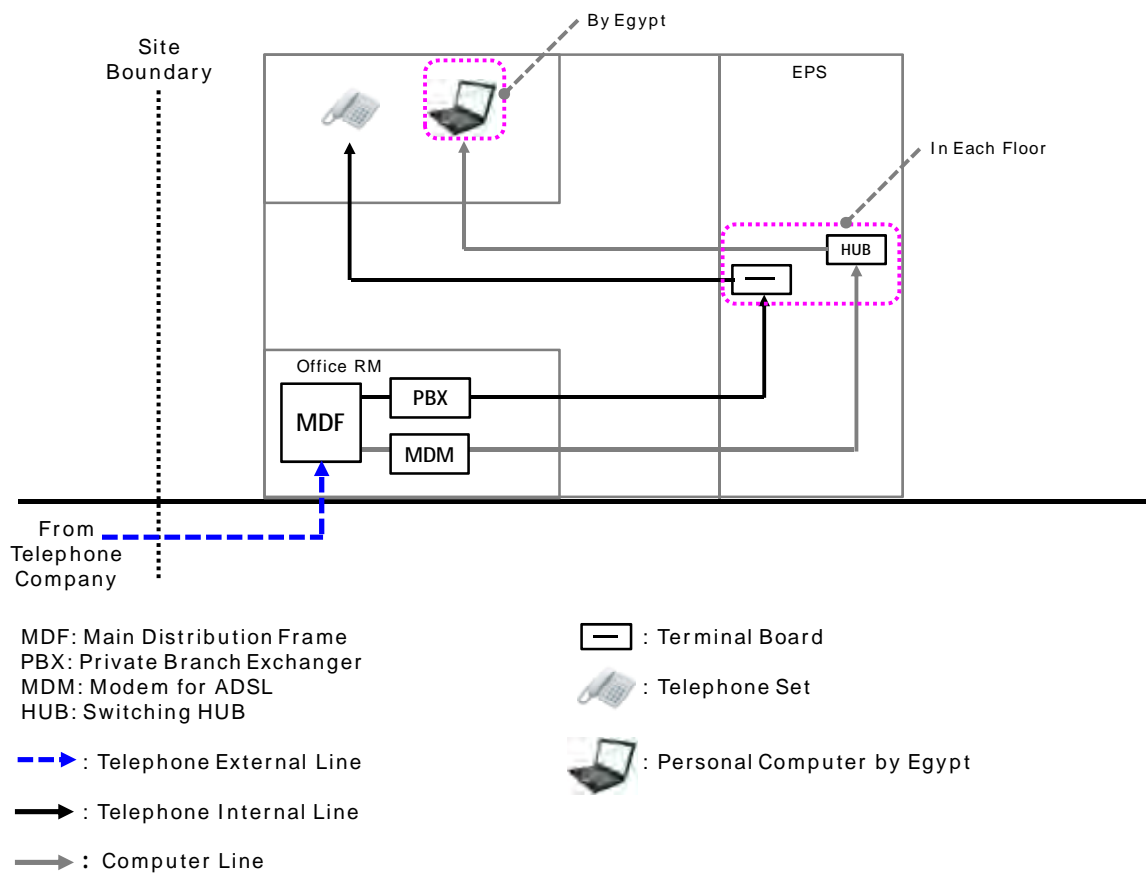 By Egypt
Site
Boundary
EPS
In Each Floor
HUB
Office RM
MDF
PBX
MDM
From
Telephone
Company
MDF: Main Distribution Frame
PBX: Private Branch Exchanger
MDM: Modem for ADSL
HUB: Switching HUB
: Telephone External Line
: Telephone Internal Line
: Computer Line
: Terminal Board
: Telephone Set
: Personal Computer by Egypt